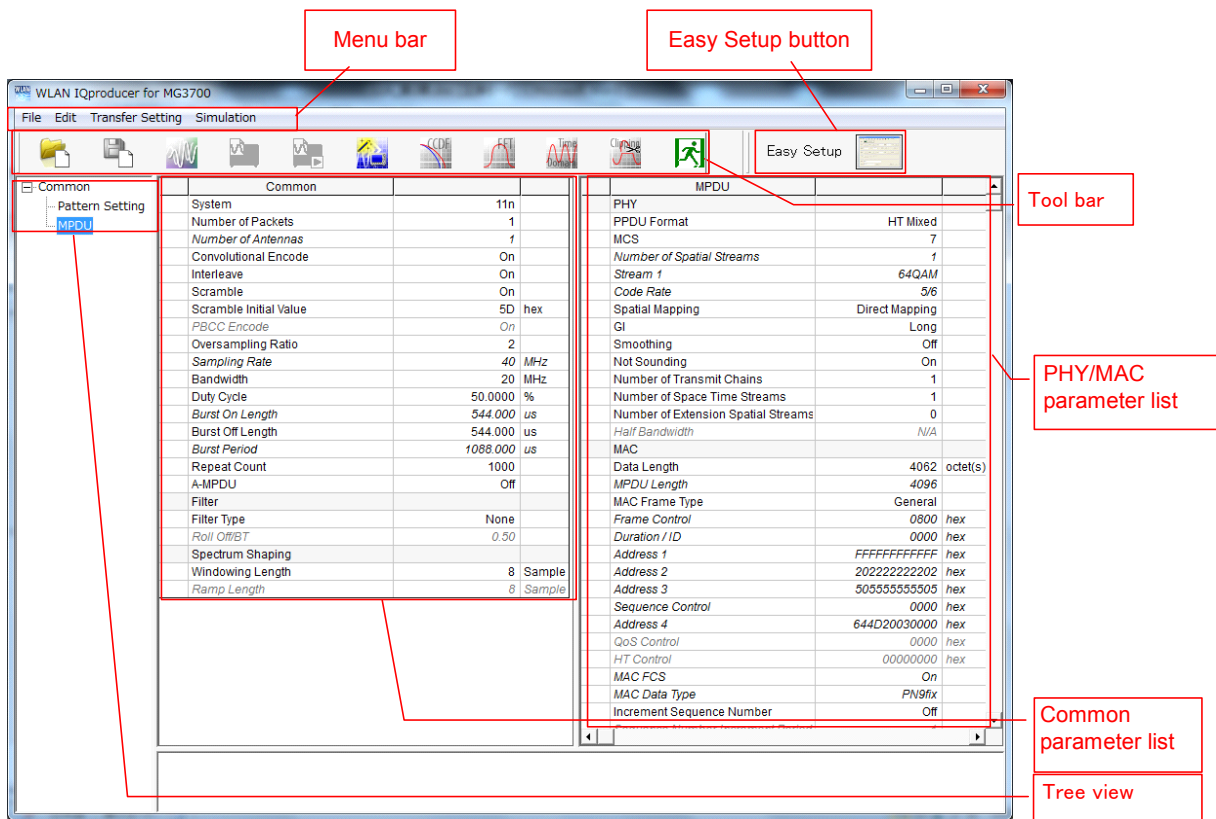 Menu bar
Easy Setup button
WLAN IQproducer for MG3700
File Edit Transfer Setting Simulation
CCDF FFT Time Domain Clipping
Easy Setup
Tool bar
Common
Pattern Setting
MPDU
Common
System 11n
Number of Packets 1
Number of Antennas 1
Convolutional Encode On
Interleave On
Scramble On
Scramble Initial Value 5D hex
PBCC Encode On
Oversampling Ratio 2
Sampling Rate 40 MHz
Bandwidth 20 MHz
Duty Cycle 50.0000 %
Burst On Length 544.000 us
Burst Off Length 544.000 us
Burst Period 1088.000 us
Repeat Count 1000
A-MPDU Off
Filter
Filter Type None
Roll Off/BT 0.50
Spectrum Shaping
Windowing Length 8 Sample
Ramp Length 8 Sample
MPDU
PHY
PPDU Format HT Mixed
MCS 7
Number of Spatial Streams 1
Stream 1 64QAM
Code Rate 5/6
Spatial Mapping Direct Mapping
GI Long
Smoothing Off
Not Sounding On
Number of Transmit Chains 1
Number of Space Time Streams 1
Number of Extension Spatial Streams 0
Half Bandwidth N/A
MAC
Data Length 4062 octet(s)
MPDU Length 4096
MAC Frame Type General
Frame Control 0800 hex
Duration / ID 0000 hex
Address 1 FFFFFFFFFFFF hex
Address 2 202222222202 hex
Address 3 505555555505 hex
Sequence Control 0000 hex
Address 4 644D20030000 hex
QoS Control 0000 hex
HT Control 00000000 hex
MAC FCS On
MAC Data Type PN9fix
Increment Sequence Number Off
PHY/MAC
parameter list
Common
parameter list
Tree view